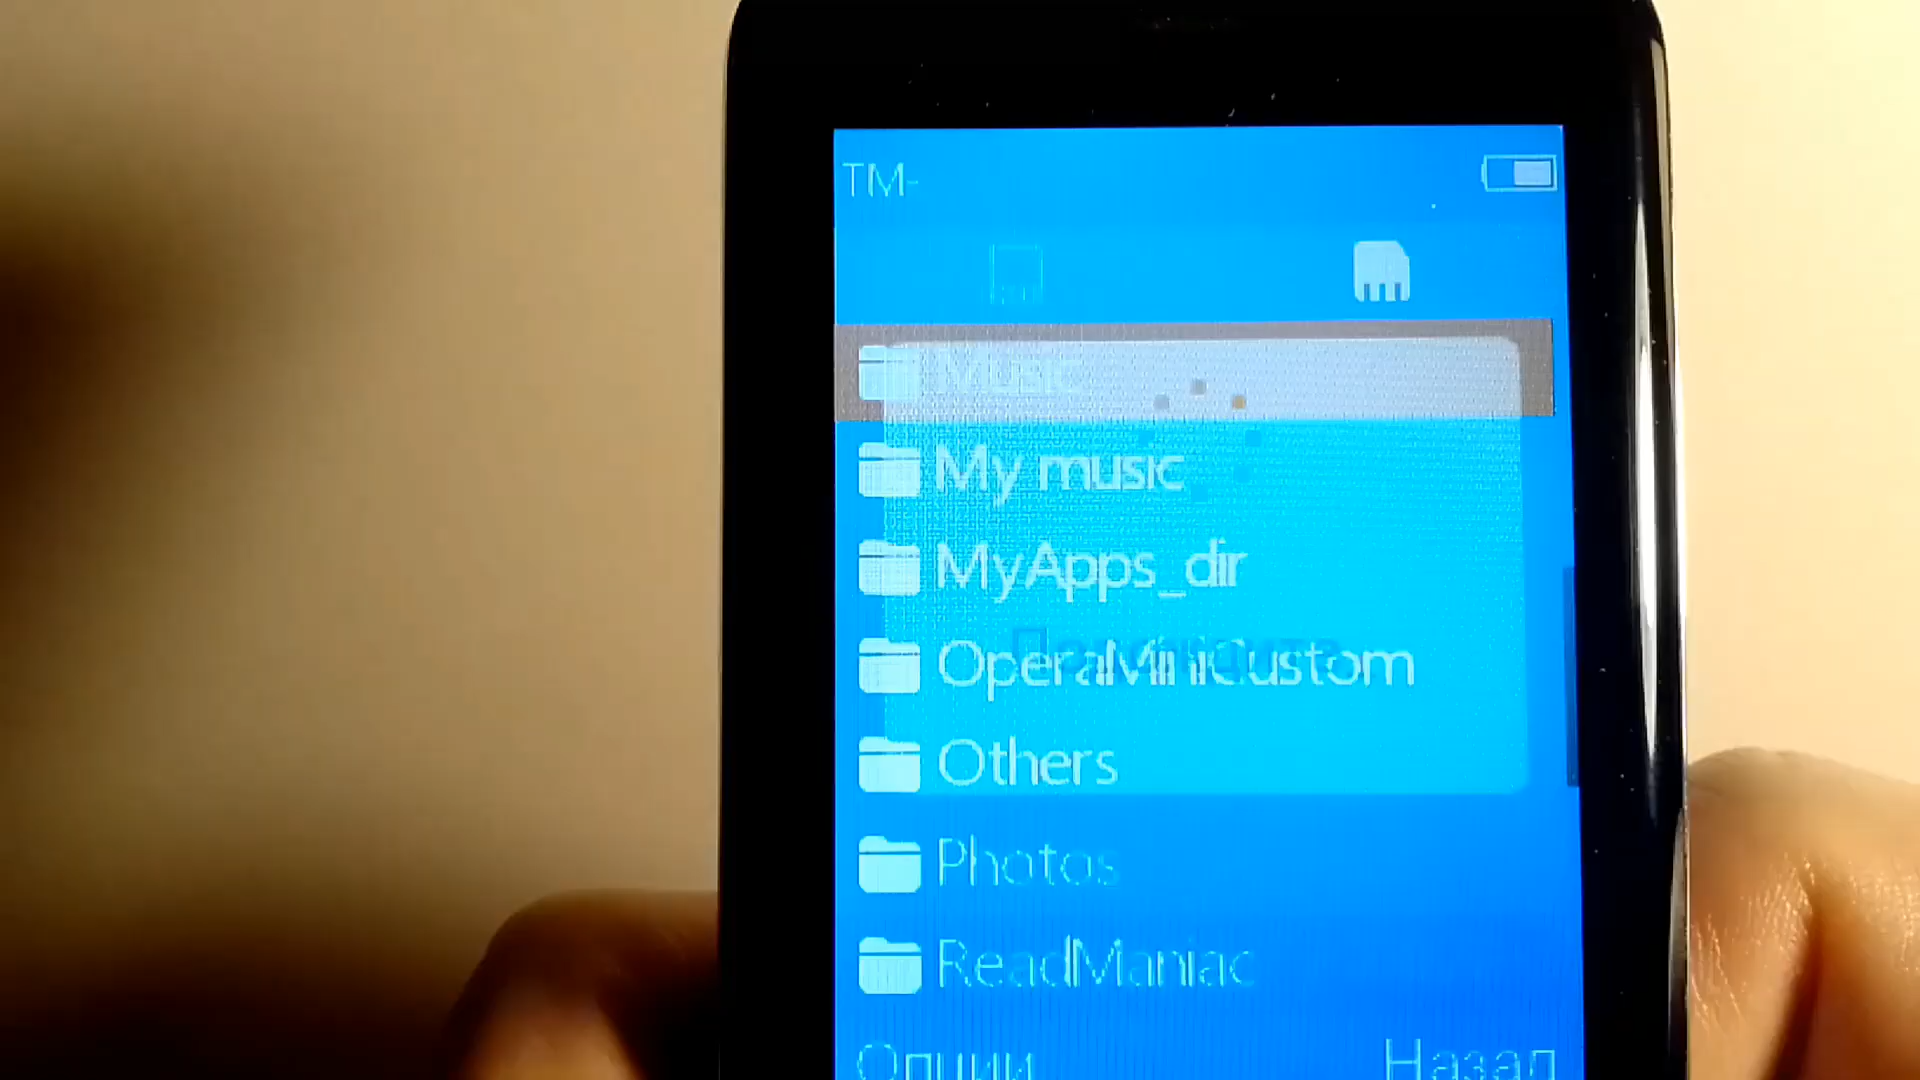 TM-
Music
My music
MyApps_dir
OperaMiniCustom
Others
Photos
ReadManiac
Опции
Назад